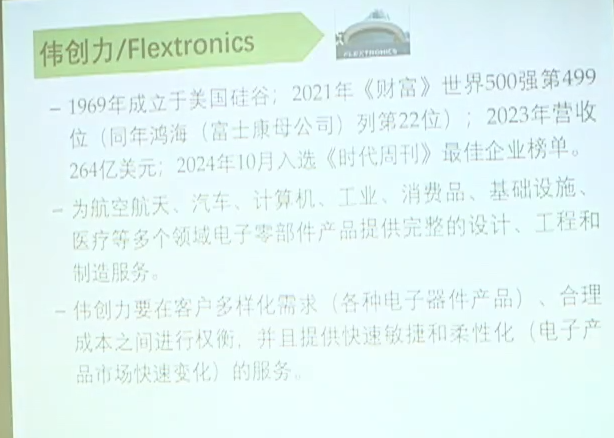 伟创力/Flextronics
FLEXTRONICS
– 1969年成立于美国硅谷；2021年《财富》世界500强第499
位（同年鸿海（富士康母公司）列第22位）；2023年营收
264亿美元；2024年10月入选《时代周刊》最佳企业榜单。
– 为航空航天、汽车、计算机、工业、消费品、基础设施、
医疗等多个领域电子零部件产品提供完整的设计、工程和
制造服务。
– 伟创力要在客户多样化需求（各种电子器件产品）、合理
成本之间进行权衡，并且提供快速敏捷和柔性化（电子产
品市场快速变化）的服务。